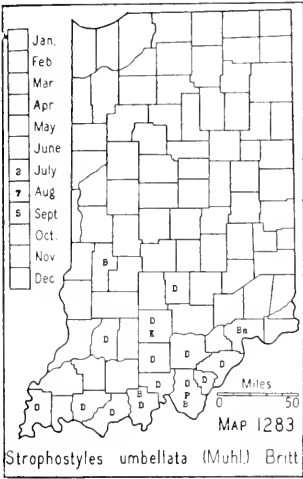 Jan.
Feb
Mar
Apr
May
June
3 July
7 Aug
5 Sept
Oct.
Nov
Dec
B
D
D
K
D
Ba
D
D
D
D
D
D
P
B
D
B
D
D
D
D
Miles
0 50
MAP 1283
Strophostyles umbellata (Muhl.) Britt